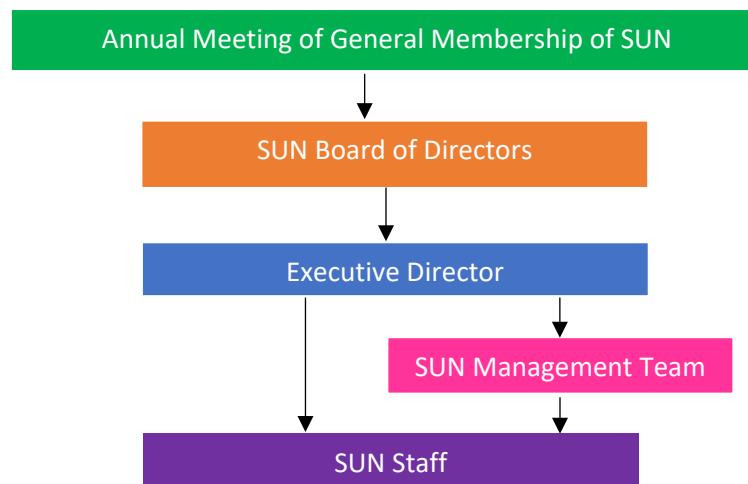 Annual Meeting of General Membership of SUN
SUN Board of Directors
Executive Director
SUN Management Team
SUN Staff